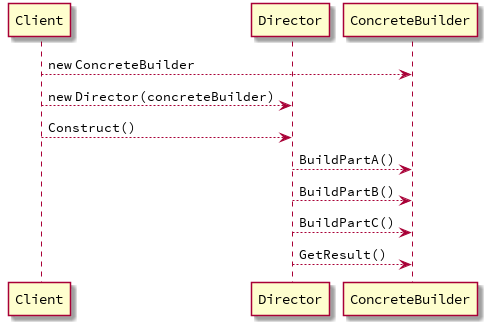 Client
Director
ConcreteBuilder
new ConcreteBuilder
new Director(concreteBuilder)
Construct()
BuildPartA()
BuildPartB()
BuildPartC()
GetResult()
Client
Director
ConcreteBuilder